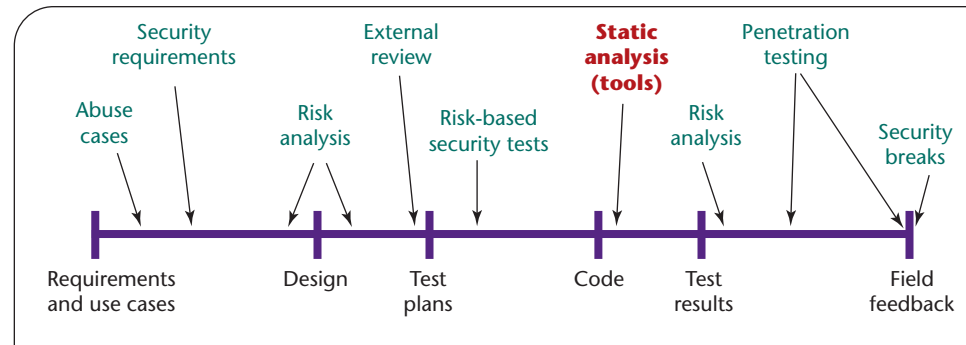 Security
requirements
External
review
Static
analysis
(tools)
Penetration
testing
Abuse
cases
Risk
analysis
Risk-based
security tests
Risk
analysis
Security
breaks
Requirements
and use cases
Design
Test
plans
Code
Test
results
Field
feedback